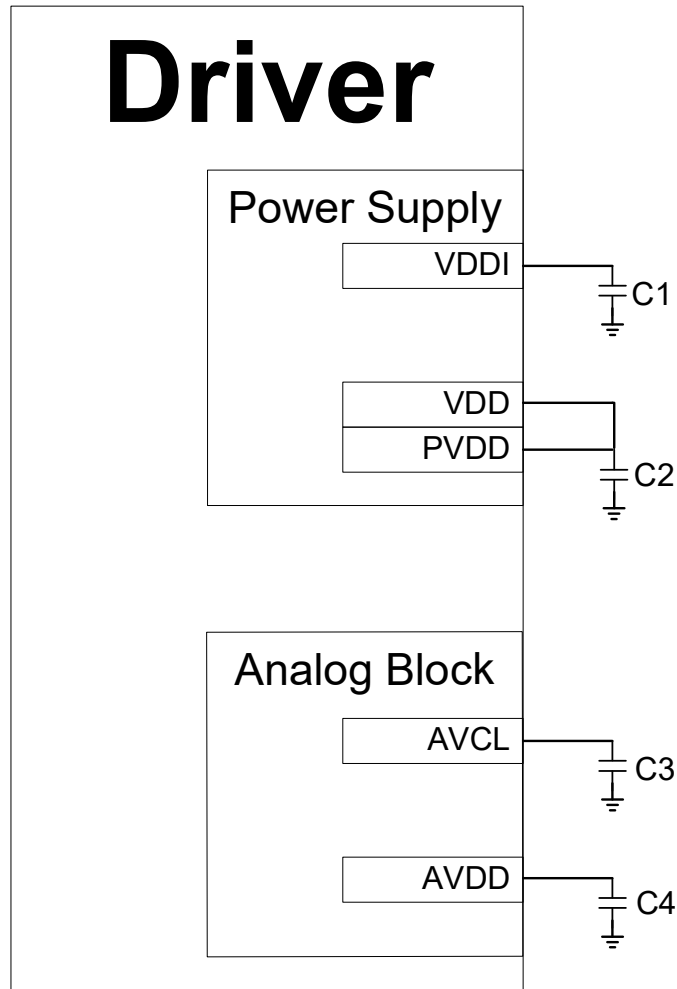 Driver
Power Supply
VDDI
C1
VDD
PVDD
C2
Analog Block
AVCL
C3
AVDD
C4